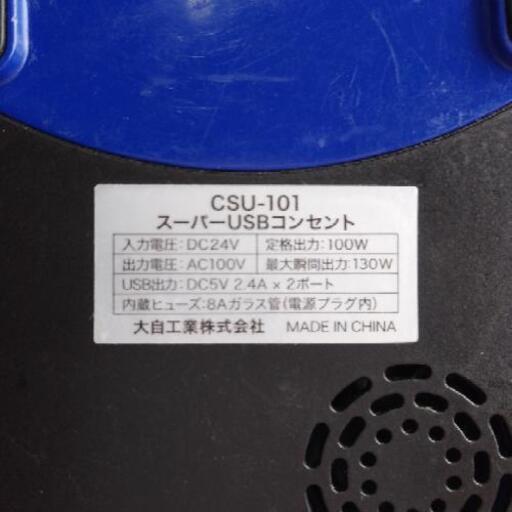 CSU-101
スーパーUSBコンセント
入力電圧:DC24V 定格出力:100W
出力電圧:AC100V 最大瞬間出力:130W
USB出力:DC5V 2.4A×2ポート
内蔵ヒューズ:8Aガラス管(電源プラグ内)
大自工業株式会社 MADE IN CHINA